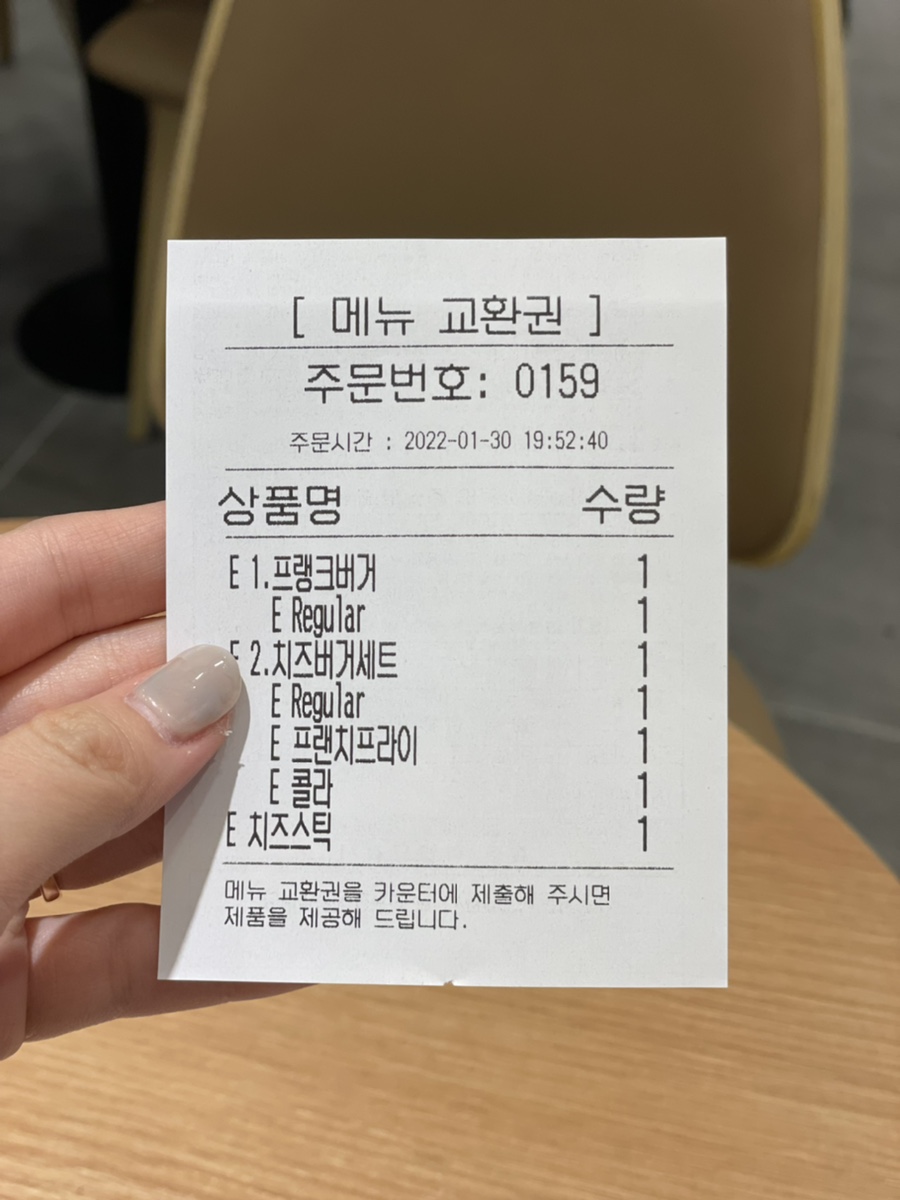 [ 메뉴 교환권 ]
주문번호: 0159
주문시간 : 2022-01-30 19:52:40
상품명 수량
E 1.프랭크버거 1
E Regular 1
E 2.치즈버거세트 1
E Regular 1
E 프랜치프라이 1
E 콜라 1
E 치즈스틱 1
메뉴 교환권을 카운터에 제출해 주시면
제품을 제공해 드립니다.